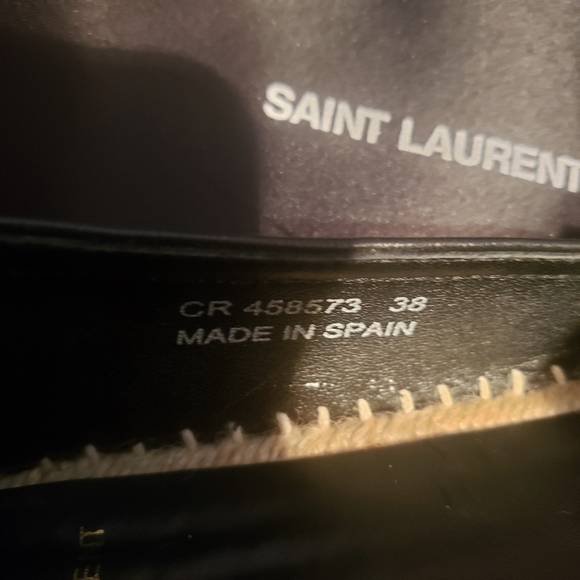 SAINT LAURENT
CR 458573 38
MADE IN SPAIN